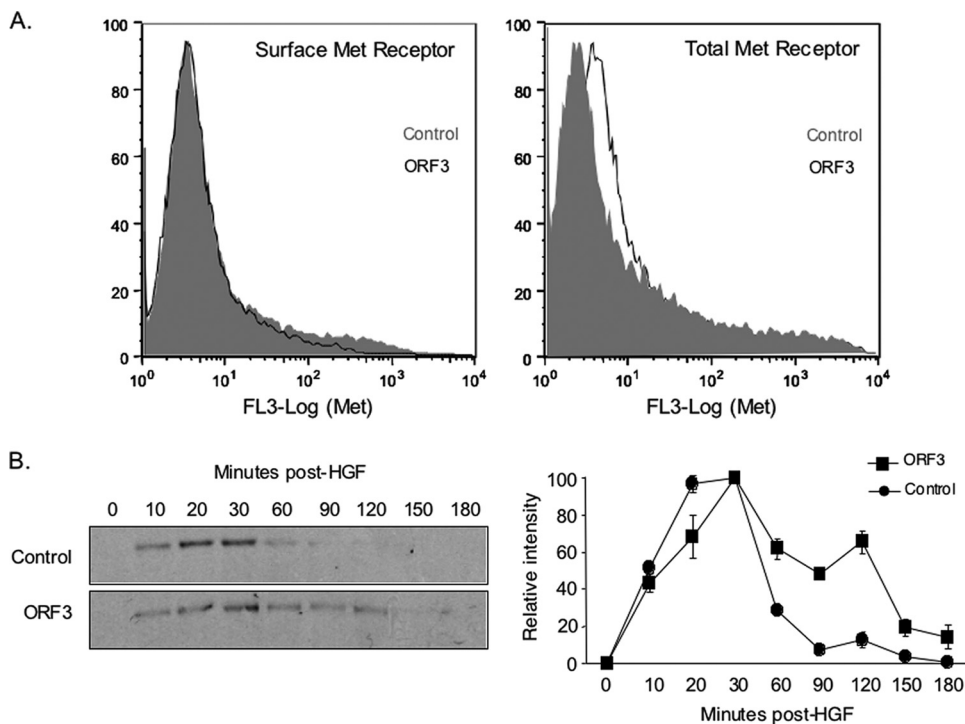 A.
Surface Met Receptor
Control
ORF3
100
80
60
40
20
0
10^0 10^1 10^2 10^3 10^4
FL3-Log (Met)
Total Met Receptor
Control
ORF3
100
80
60
40
20
0
10^0 10^1 10^2 10^3 10^4
FL3-Log (Met)
B.
Minutes post-HGF
0 10 20 30 60 90 120 150 180
Control
ORF3
ORF3
Control
Relative intensity
100
80
60
40
20
0
0 10 20 30 60 90 120 150 180
Minutes post-HGF